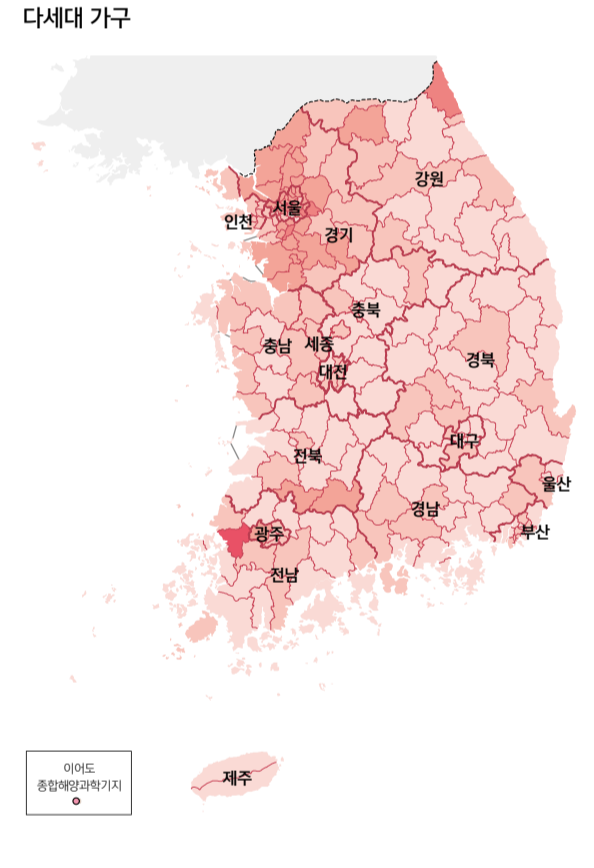 다세대 가구
강원
서울
인천
경기
충북
충남
세종
경북
대전
대구
전북
울산
경남
부산
광주
전남
이어도
종합해양과학기지
제주